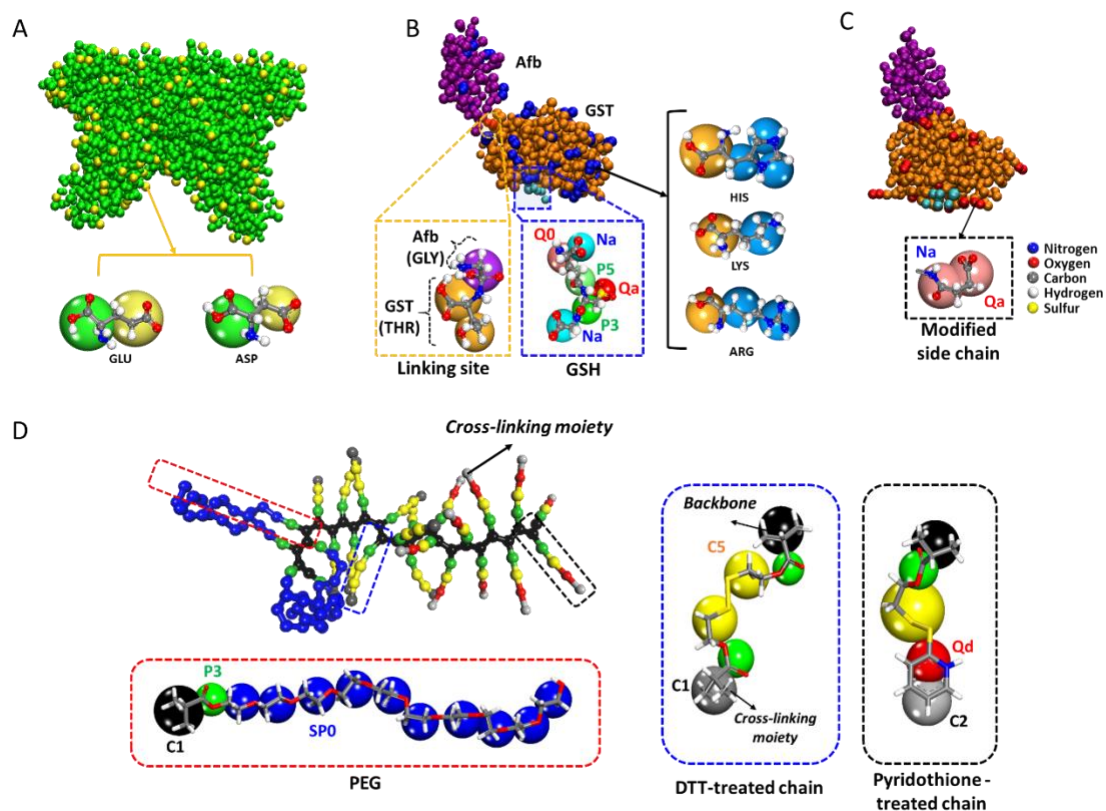 A
GLU
ASP
B
Afb
GST
Afb
(GLY)
GST
(THR)
Linking site
Q0
Na
P5
Qa
P3
Na
GSH
HIS
LYS
ARG
C
Na
Qa
Modified
side chain
Nitrogen
Oxygen
Carbon
Hydrogen
Sulfur
D
Cross-linking moiety
P3
C1
SP0
PEG
Backbone
C5
C1
Cross-linking
moiety
DTT-treated chain
Qd
C2
Pyridothione-
treated chain